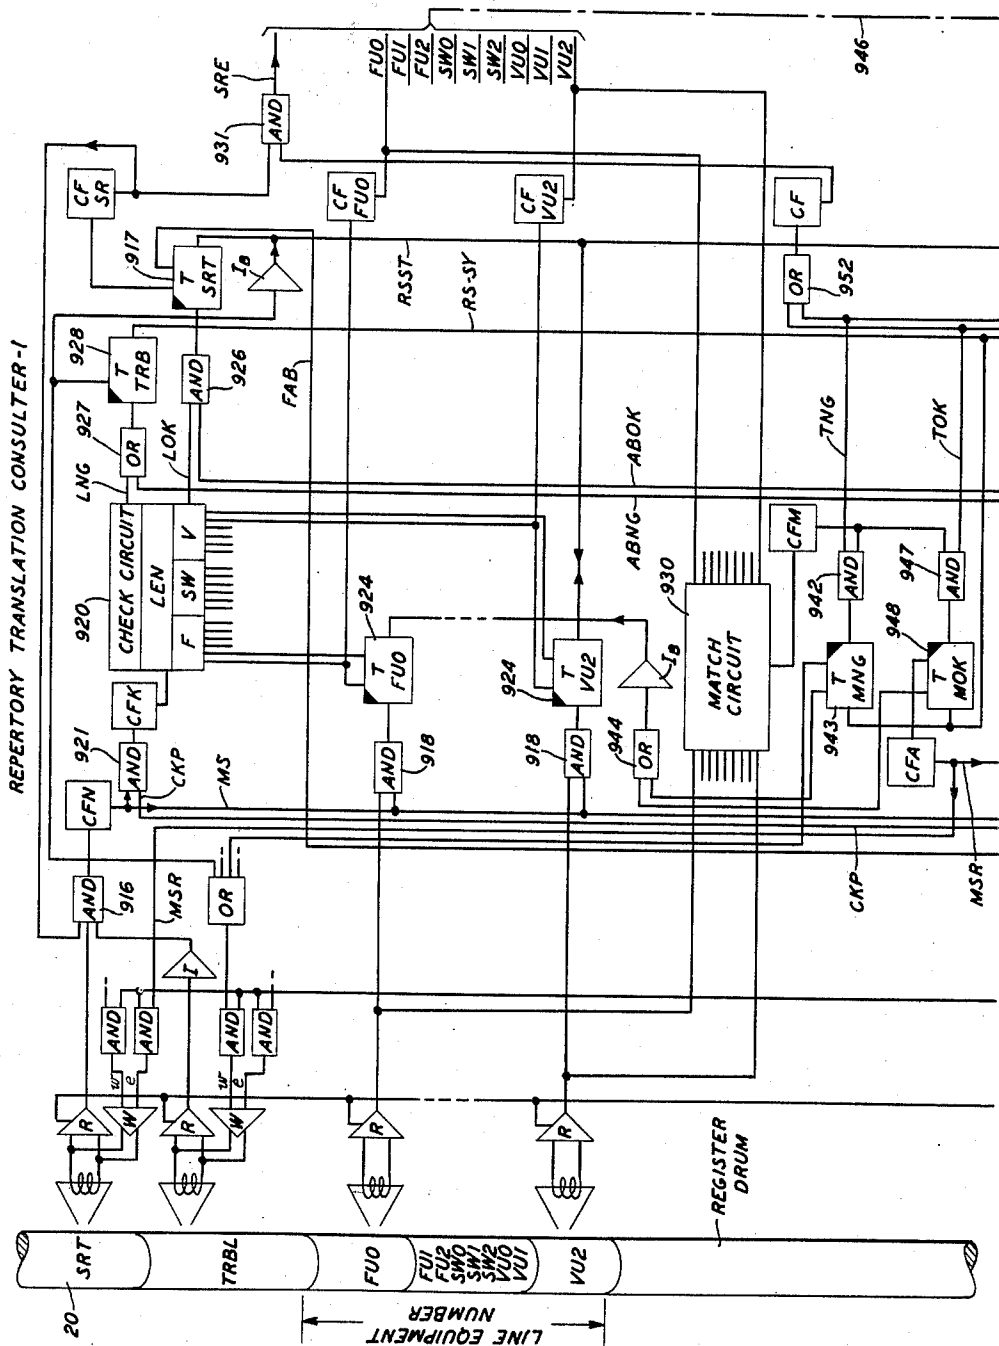 REPERTORY TRANSLATION CONSULTER-I
20
SRT
TRBL
FU0
FU1
FU2
SW0
SW1
SW2
VU0
VU1
VU2
REGISTER
DRUM
LINE EQUIPMENT
NUMBER
R
W
w
e
R
W
w
e
R
R
AND
AND
AND
AND
I
AND
916
MSR
OR
CFN
921
AND
CFK
CKP
MS
920
CHECK CIRCUIT
LEN
F
SW
V
LNG
LOK
927
OR
928
T
TRB
AND
926
917
T
SRT
IB
CF
SR
SRE
931
AND
FU0
FU1
FU2
SW0
SW1
SW2
VU0
VU1
VU2
946
FAB
RSST
RS-SY
CF
FU0
CF
VU2
AND
918
T
FU0
924
918
AND
924
T
VU2
944
OR
IB
ABNG
ABOK
930
MATCH
CIRCUIT
CFM
CF
OR
952
TNG
TOK
942
AND
AND
947
T
MNG
943
948
T
MOK
CFA
CKP
MSR